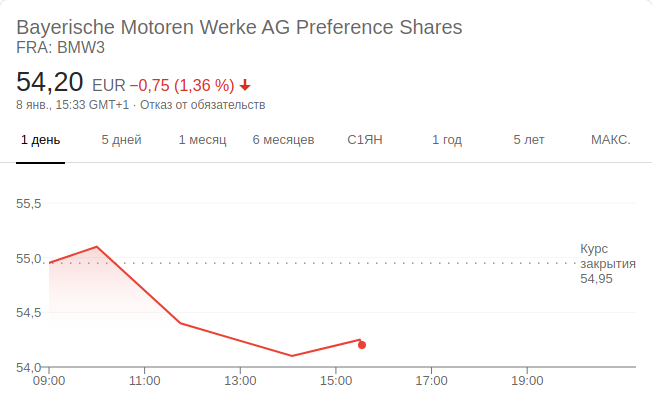 Bayerische Motoren Werke AG Preference Shares
FRA: BMW3
54,20 EUR −0,75 (1,36 %)
8 янв., 15:33 GMT+1 · Отказ от обязательств
1 день 5 дней 1 месяц 6 месяцев С1ЯН 1 год 5 лет МАКС.
55,5
55,0
54,5
54,0
Курс
закрытия
54,95
09:00 11:00 13:00 15:00 17:00 19:00